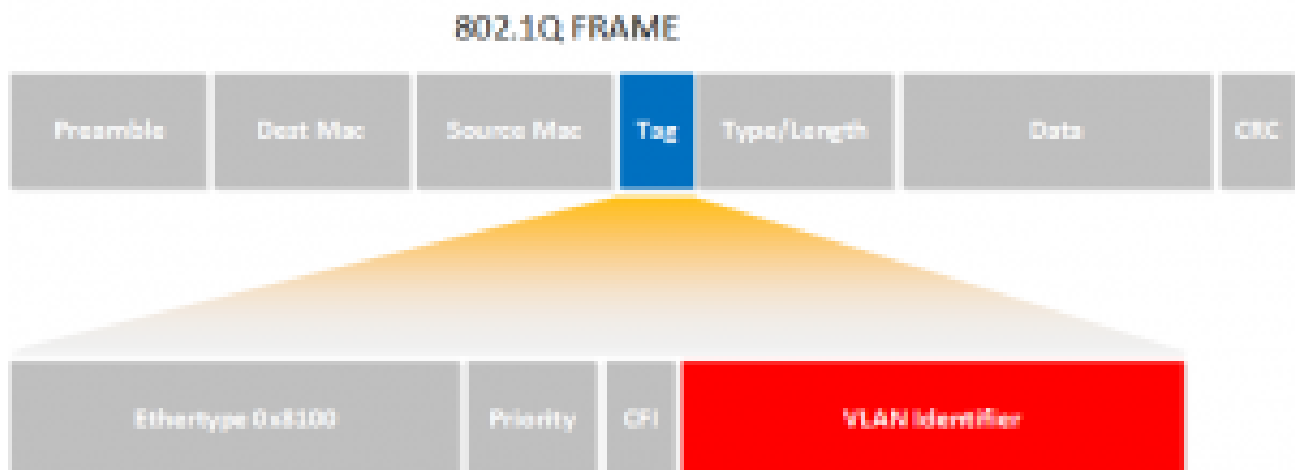 802.1Q FRAME
Preamble Dest Mac Source Mac Tag Type/Length Data CRC
Ethertype 0x8100 Priority CFI VLAN Identifier